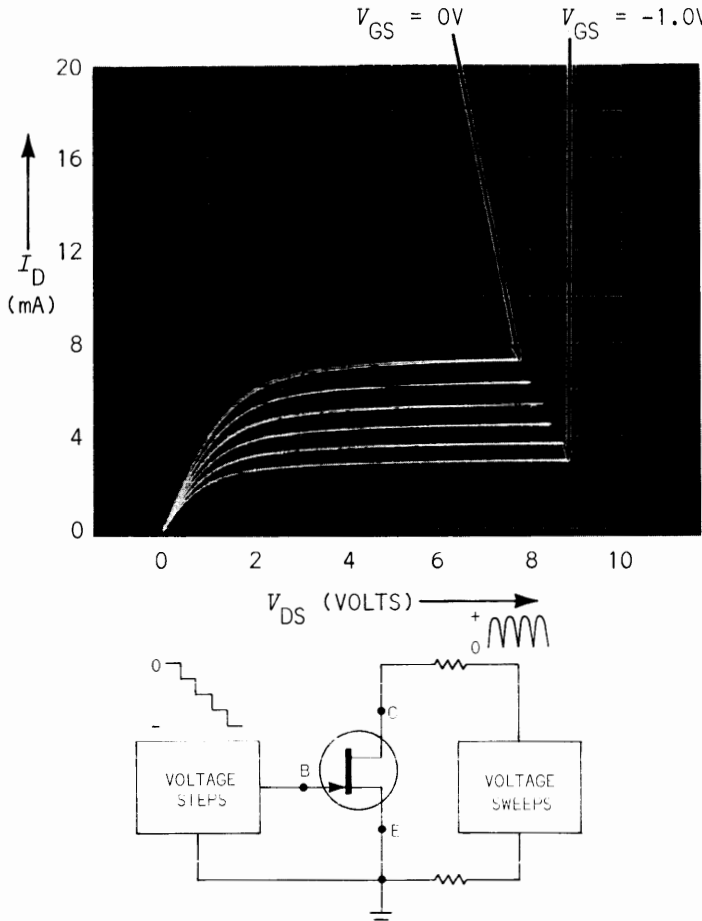 V_GS = 0V
V_GS = -1.0V
20
16
12
8
4
0
I_D
(mA)
0 2 4 6 8 10
V_DS (VOLTS)
+
0
0
-
VOLTAGE
STEPS
B
C
E
VOLTAGE
SWEEPS